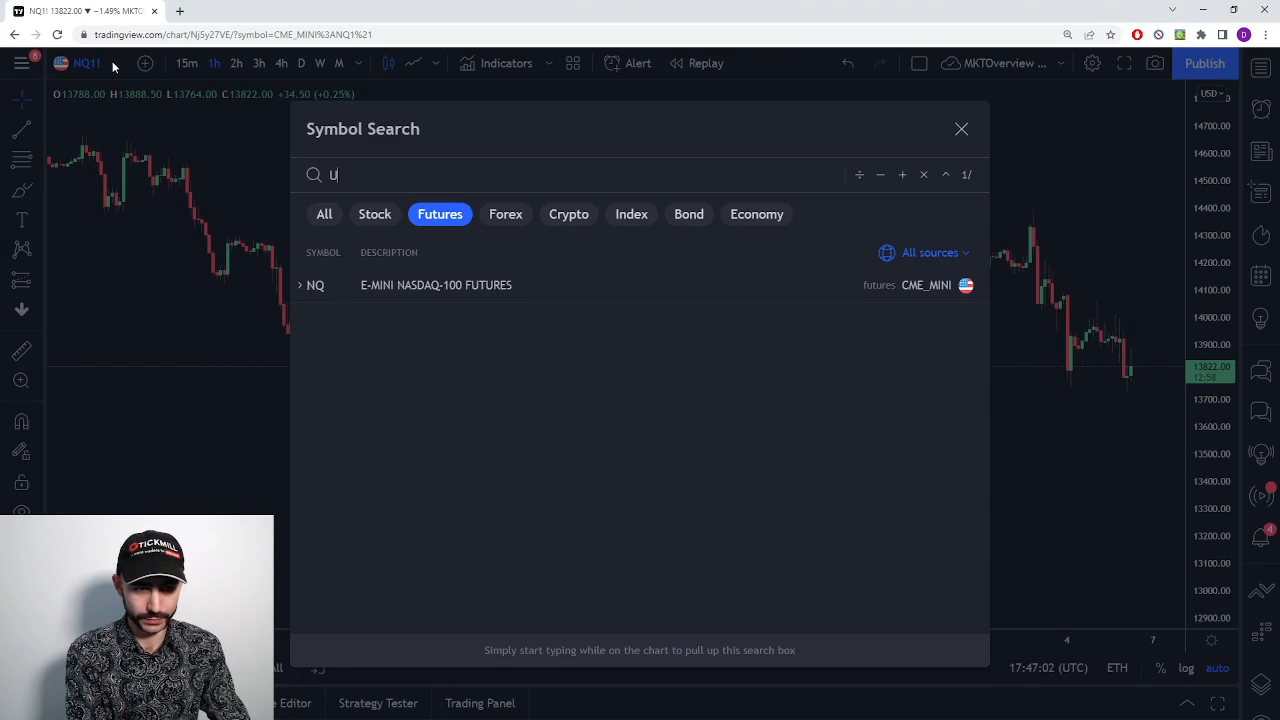 NQ1! 13822.00 ▼ −1.49% MKTO
tradingview.com/chart/Nj5y27VE/?symbol=CME_MINI%3ANQ1%21
D
8
NQ1!
15m 1h 2h 3h 4h D W M
Indicators
Alert
Replay
MKTOverview ...
Publish
O13788.00 H13888.50 L13764.00 C13822.00 +34.50 (+0.25%)
USD
Symbol Search
U
1/
All Stock Futures Forex Crypto Index Bond Economy
SYMBOL DESCRIPTION
All sources
NQ E-MINI NASDAQ-100 FUTURES futures CME_MINI
Simply start typing while on the chart to pull up this search box
14700.00
14600.00
14500.00
14400.00
14300.00
14200.00
14100.00
14000.00
13900.00
13822.00
12:58
13700.00
13600.00
13500.00
13400.00
13300.00
13200.00
13100.00
13000.00
12900.00
4
4 7
TICKMILL
17:47:02 (UTC) ETH % log auto
e Editor Strategy Tester Trading Panel